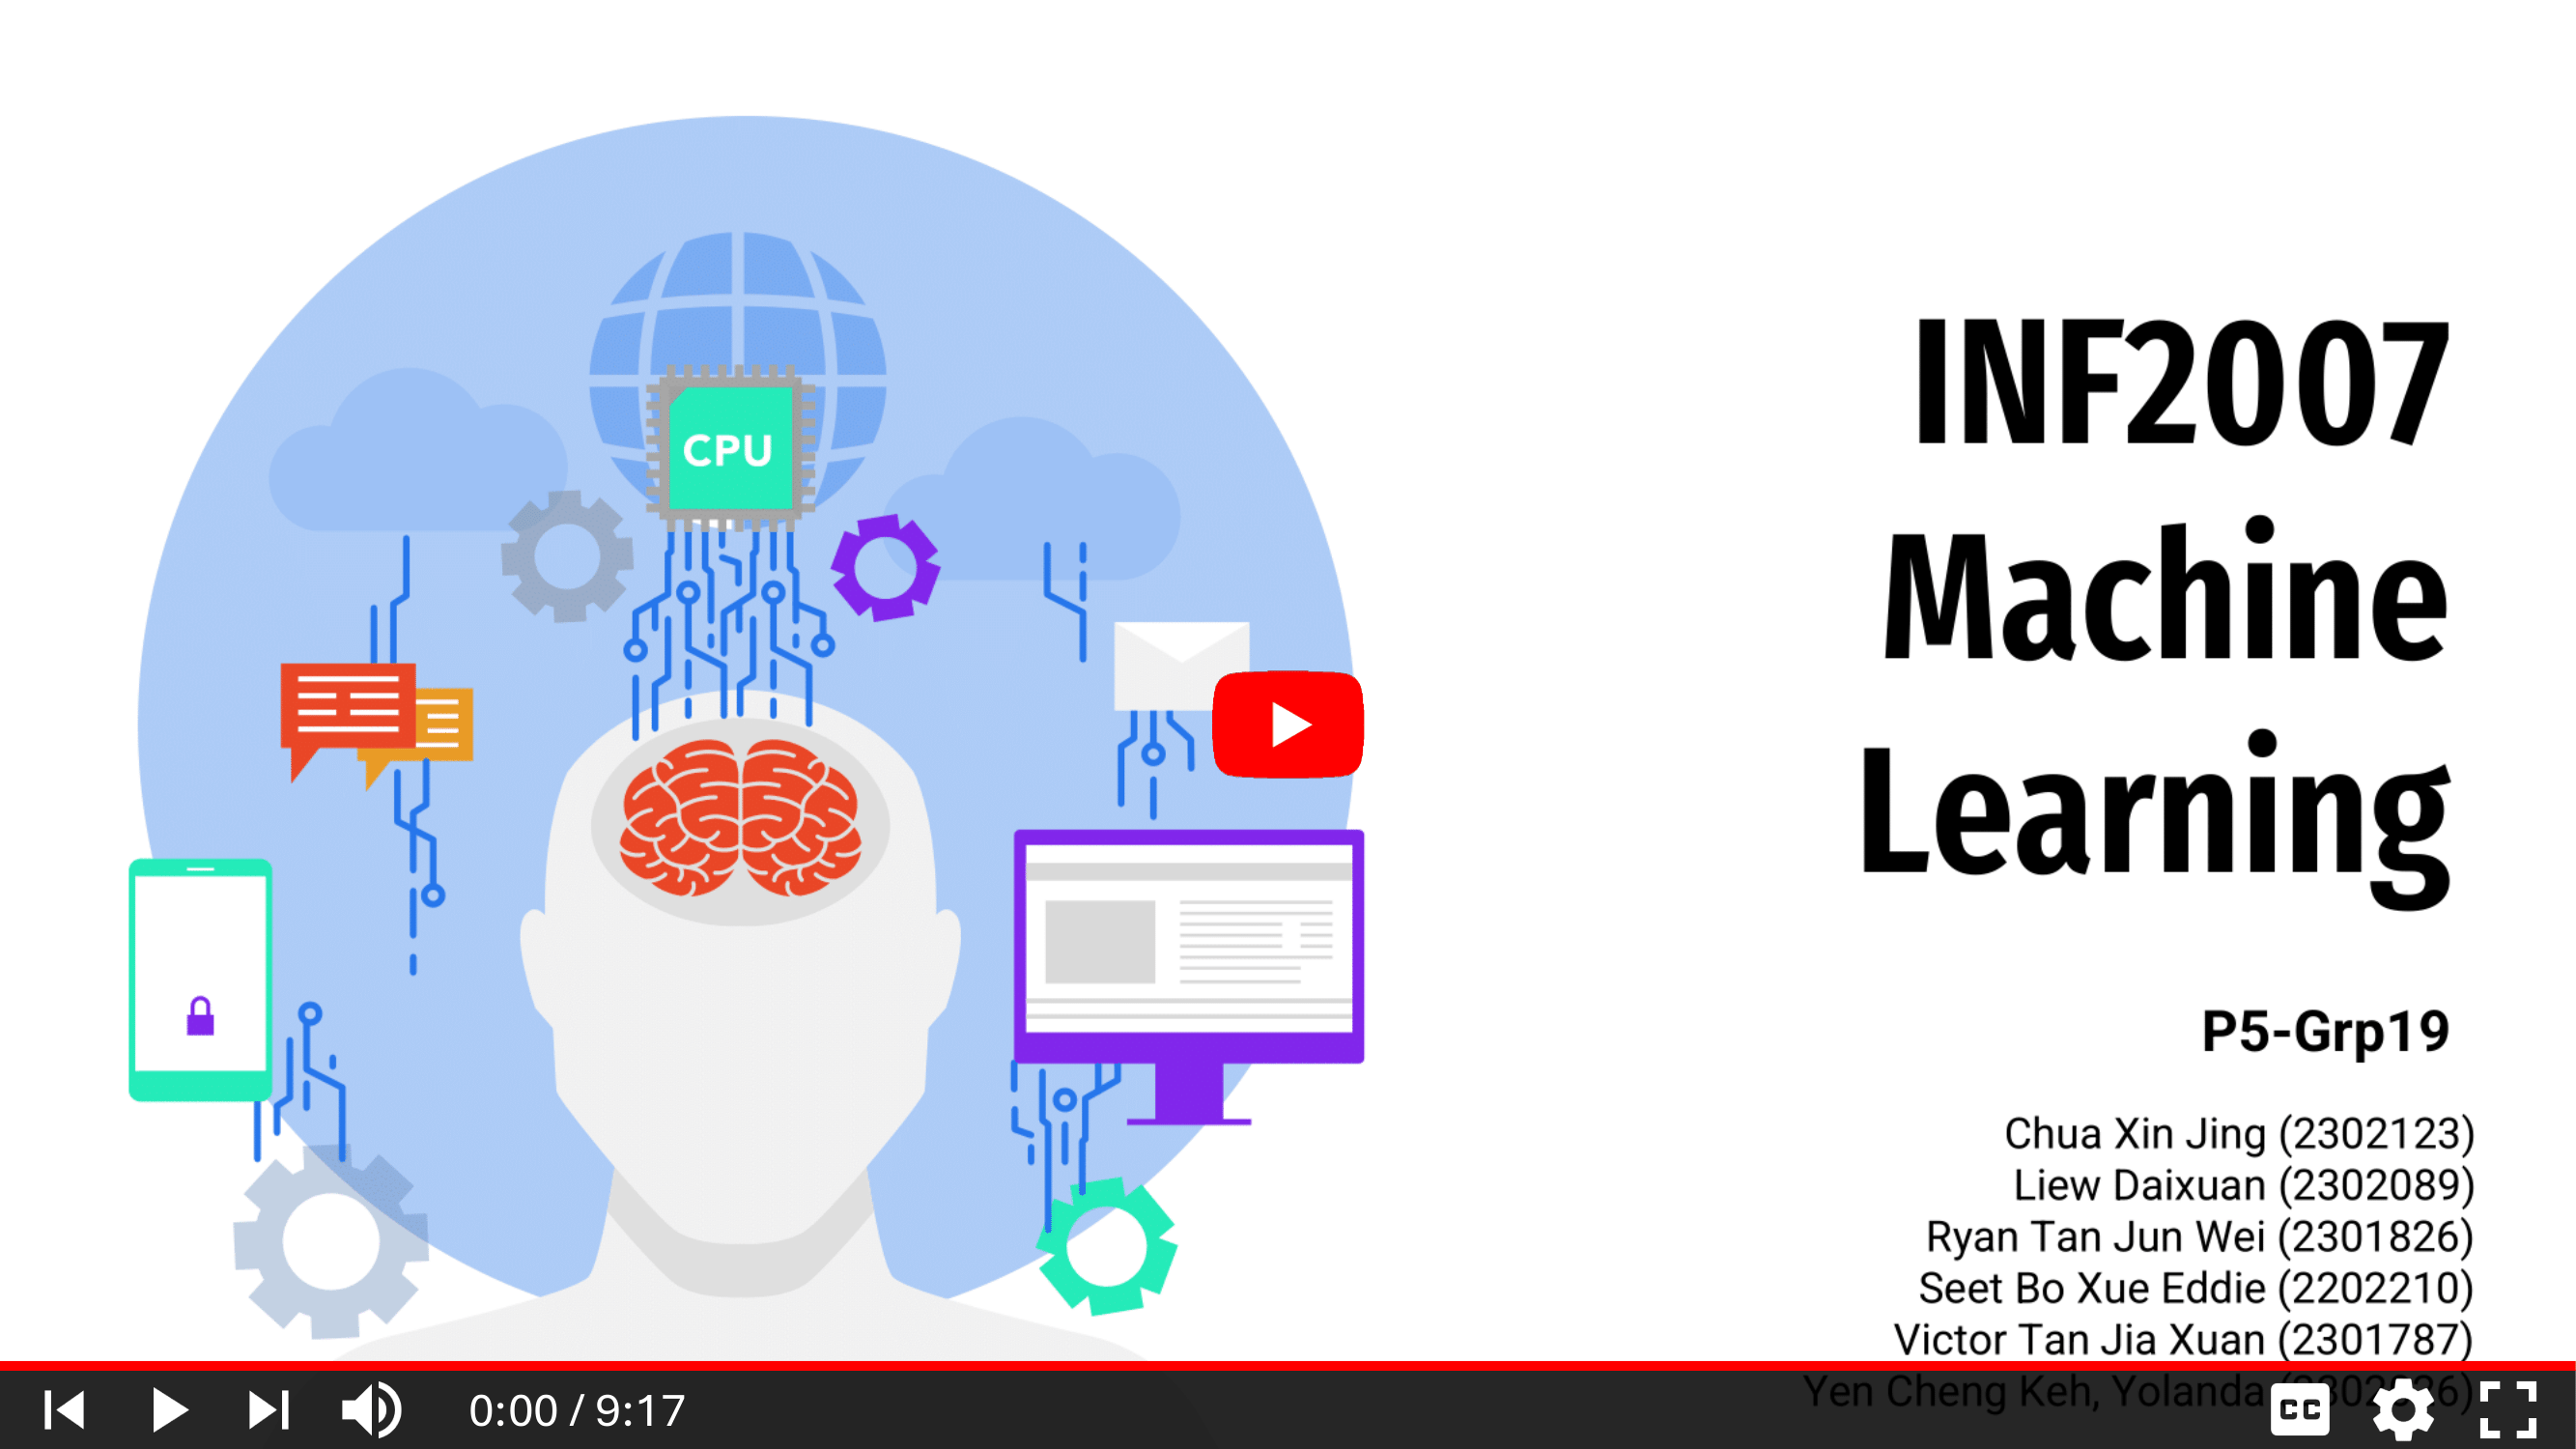 CPU
INF2007
Machine
Learning
P5-Grp19
Chua Xin Jing (2302123)
Liew Daixuan (2302089)
Ryan Tan Jun Wei (2301826)
Seet Bo Xue Eddie (2202210)
Victor Tan Jia Xuan (2301787)
Yen Cheng Keh, Yolanda
0:00 / 9:17
CC